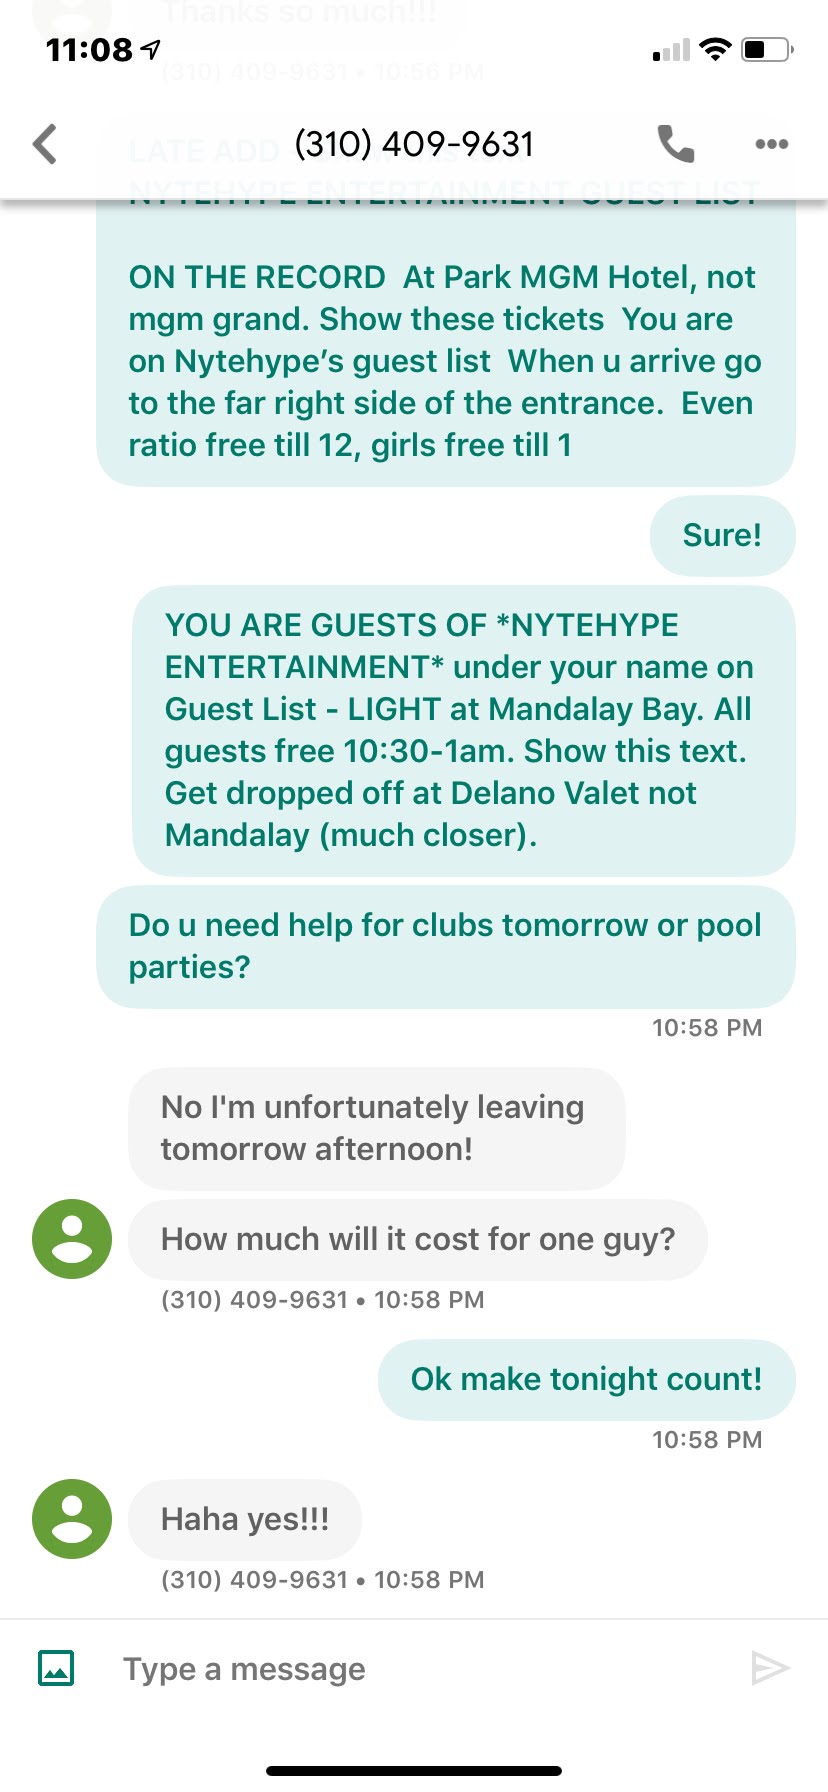 Thanks so much!!!
11:08
(310) 409-9631 • 10:56 PM
(310) 409-9631
LATE ADD
NYTEHYPE ENTERTAINMENT GUEST LIST
ON THE RECORD  At Park MGM Hotel, not
mgm grand. Show these tickets  You are
on Nytehype’s guest list  When u arrive go
to the far right side of the entrance.  Even
ratio free till 12, girls free till 1
Sure!
YOU ARE GUESTS OF *NYTEHYPE
ENTERTAINMENT* under your name on
Guest List - LIGHT at Mandalay Bay. All
guests free 10:30-1am. Show this text.
Get dropped off at Delano Valet not
Mandalay (much closer).
Do u need help for clubs tomorrow or pool
parties?
10:58 PM
No I'm unfortunately leaving
tomorrow afternoon!
How much will it cost for one guy?
(310) 409-9631 • 10:58 PM
Ok make tonight count!
10:58 PM
Haha yes!!!
(310) 409-9631 • 10:58 PM
Type a message